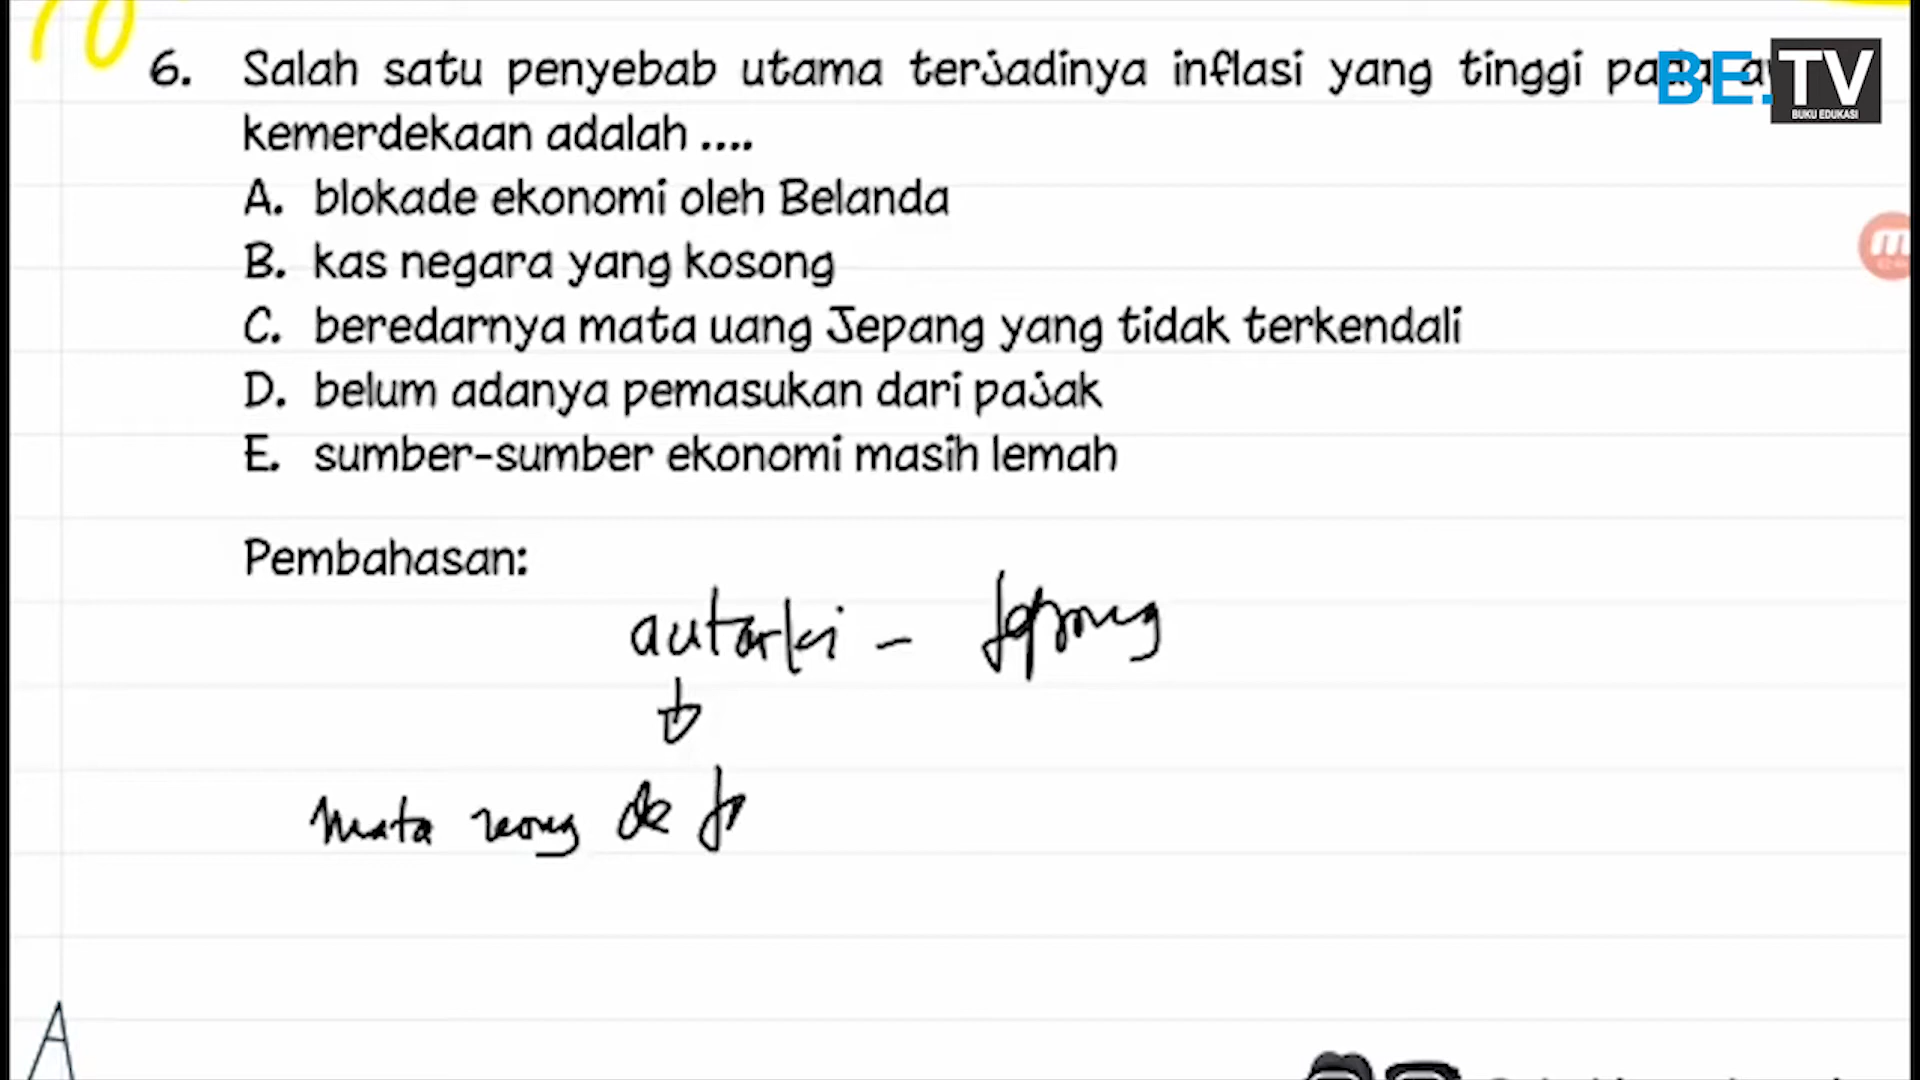 6. Salah satu penyebab utama terjadinya inflasi yang tinggi pada
BE.TV
BUKU EDUKASI
kemerdekaan adalah ....
A. blokade ekonomi oleh Belanda
B. kas negara yang kosong
C. beredarnya mata uang Jepang yang tidak terkendali
D. belum adanya pemasukan dari pajak
E. sumber-sumber ekonomi masih lemah
Pembahasan:
autarki - Jepang
mata uang de
A